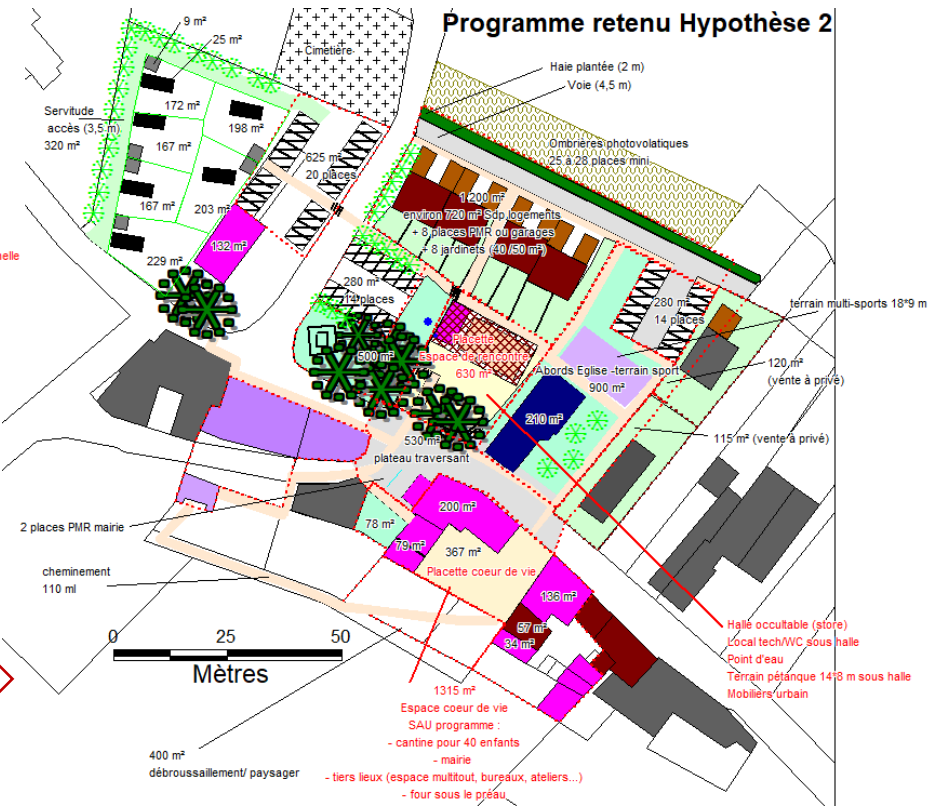 Programme retenu Hypothèse 2
9 m²
25 m²
Cimetière
Haie plantée (2 m)
Voie (4,5 m)
Servitude
accès (3,5 m)
320 m²
172 m²
198 m²
167 m²
167 m²
203 m²
229 m²
132 m²
625 m²
20 places
Ombrières photovolatiques
25 à 28 places mini
1 200 m²
environ 720 m² Sdp logements
+ 8 places PMR ou garages
+ 8 jardinets (40 /50 m²)
nelle
280 m²
14 places
280 m²
14 places
terrain multi-sports 18*9 m
Placette
Espace de rencontre
630 m²
500 m²
Abords Eglise -terrain sport
900 m²
120 m²
(vente à privé)
210 m²
115 m² (vente à privé)
530 m²
plateau traversant
2 places PMR mairie
78 m²
79 m²
200 m²
367 m²
Placette coeur de vie
cheminement
110 ml
136 m²
57 m²
34 m²
0 25 50
Mètres
Halle occultable (store)
Local tech/WC sous halle
Point d'eau
Terrain pétanque 14*8 m sous halle
Mobiliers urbain
1315 m²
Espace coeur de vie
SAU programme :
- cantine pour 40 enfants
- mairie
- tiers lieux (espace multitout, bureaux, ateliers...)
- four sous le préau
400 m²
débroussaillement/ paysager